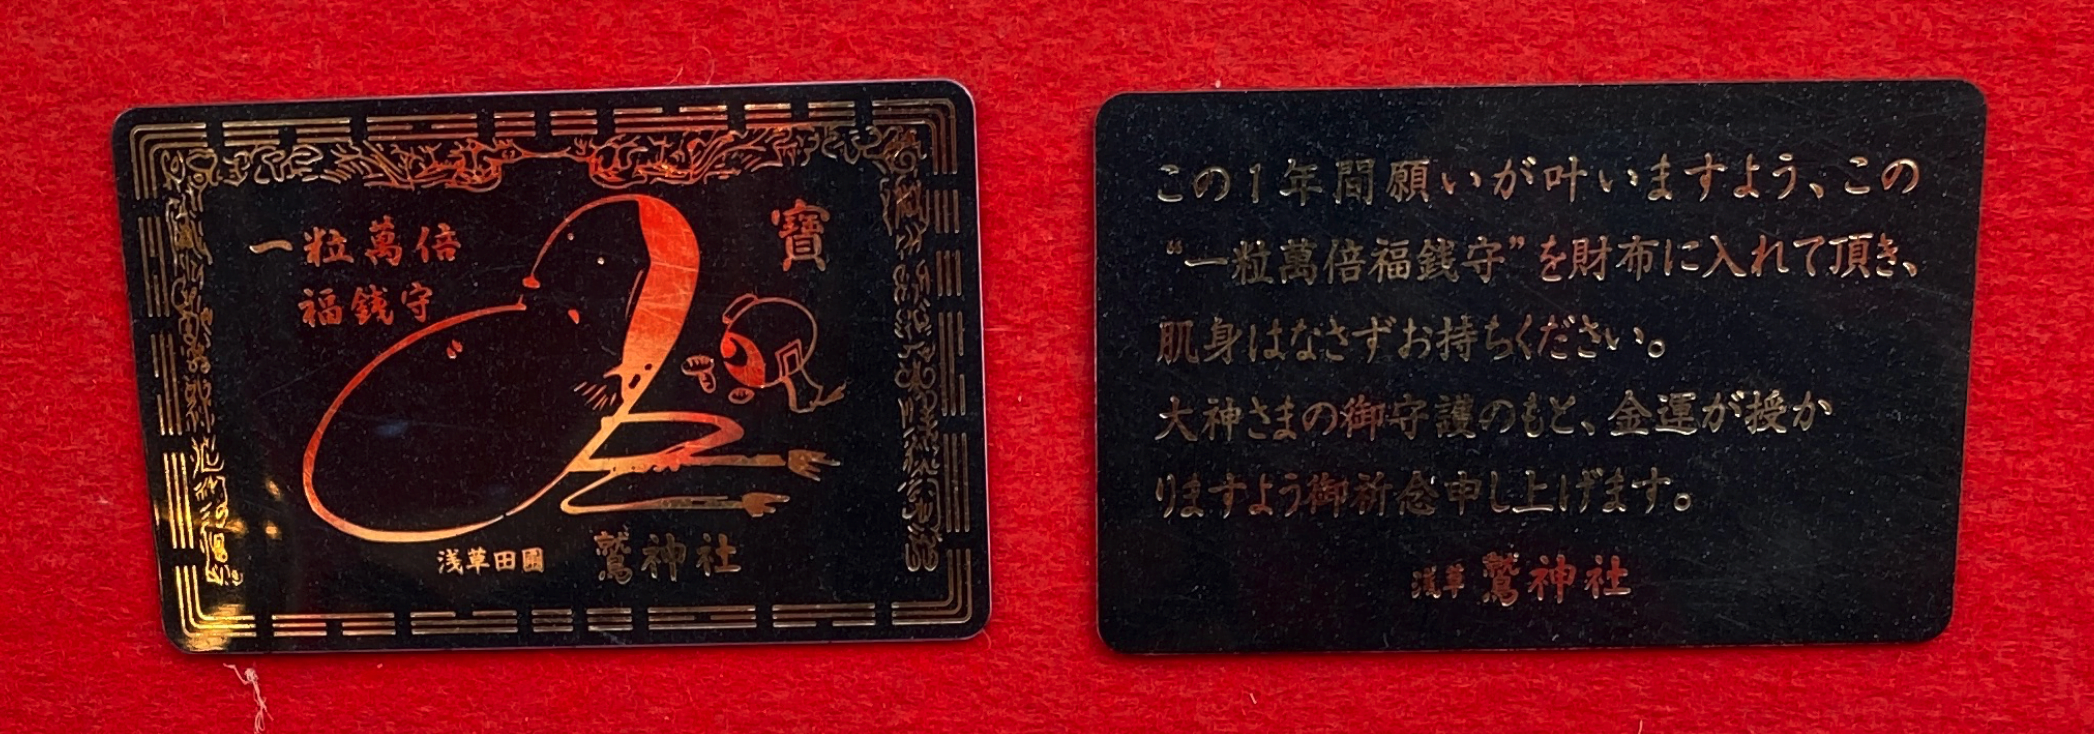 一粒萬倍
福銭守
寶
浅草田圃 鷲神社
この1年間願いが叶いますよう、この
“一粒萬倍福銭守”を財布に入れて頂き、
肌身はなさずお持ちください。
大神さまの御守護のもと、金運が授か
りますよう御祈念申し上げます。
浅草 鷲神社